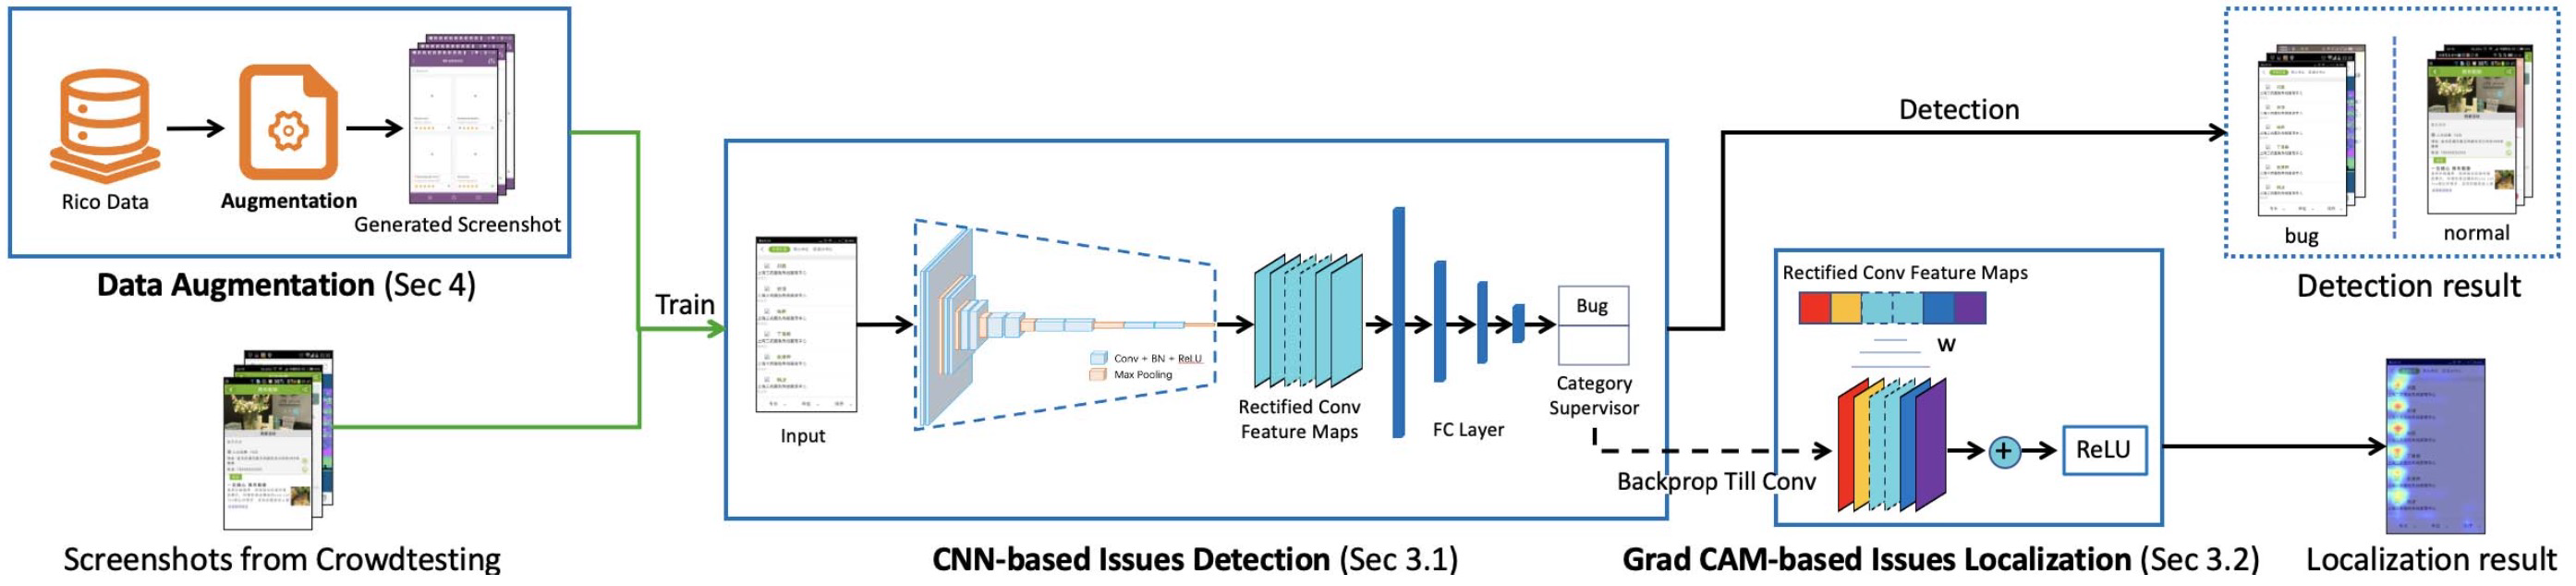 Rico Data
Augmentation
Generated Screenshot
Data Augmentation (Sec 4)
Screenshots from Crowdtesting
Train
Input
Conv + BN + ReLU
Max Pooling
Rectified Conv
Feature Maps
FC Layer
Bug
Category
Supervisor
Backprop Till Conv
CNN-based Issues Detection (Sec 3.1)
Detection
Rectified Conv Feature Maps
W
+
ReLU
Grad CAM-based Issues Localization (Sec 3.2)
bug
normal
Detection result
Localization result